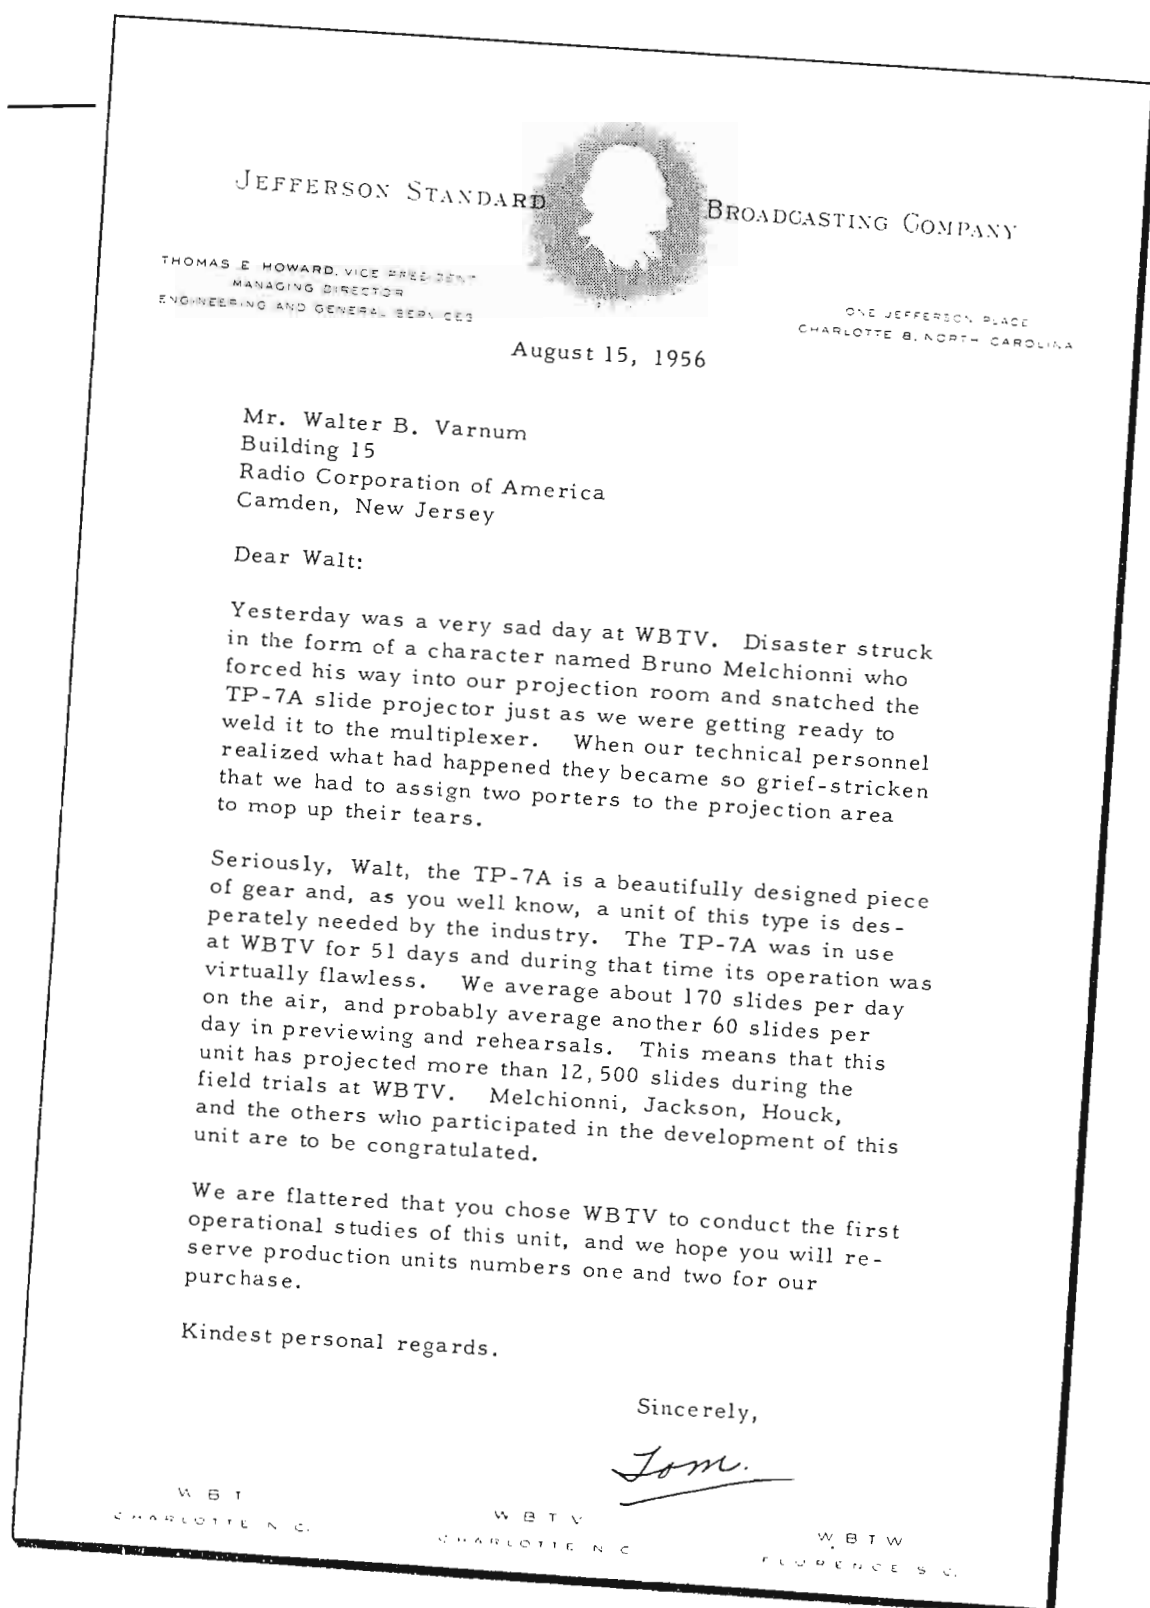 JEFFERSON STANDARD BROADCASTING COMPANY
THOMAS E HOWARD, VICE PRESIDENT
MANAGING DIRECTOR
ENGINEERING AND GENERAL SERVICES
ONE JEFFERSON PLACE
CHARLOTTE 8, NORTH CAROLINA
August 15, 1956
Mr. Walter B. Varnum
Building 15
Radio Corporation of America
Camden, New Jersey
Dear Walt:
Yesterday was a very sad day at WBTV. Disaster struck
in the form of a character named Bruno Melchionni who
forced his way into our projection room and snatched the
TP-7A slide projector just as we were getting ready to
weld it to the multiplexer. When our technical personnel
realized what had happened they became so grief-stricken
that we had to assign two porters to the projection area
to mop up their tears.
Seriously, Walt, the TP-7A is a beautifully designed piece
of gear and, as you well know, a unit of this type is des-
perately needed by the industry. The TP-7A was in use
at WBTV for 51 days and during that time its operation was
virtually flawless. We average about 170 slides per day
on the air, and probably average another 60 slides per
day in previewing and rehearsals. This means that this
unit has projected more than 12,500 slides during the
field trials at WBTV. Melchionni, Jackson, Houck,
and the others who participated in the development of this
unit are to be congratulated.
We are flattered that you chose WBTV to conduct the first
operational studies of this unit, and we hope you will re-
serve production units numbers one and two for our
purchase.
Kindest personal regards.
Sincerely,
Tom.
WBT
CHARLOTTE N C.
WBTV
CHARLOTTE N C
WBTW
FLORENCE S C.